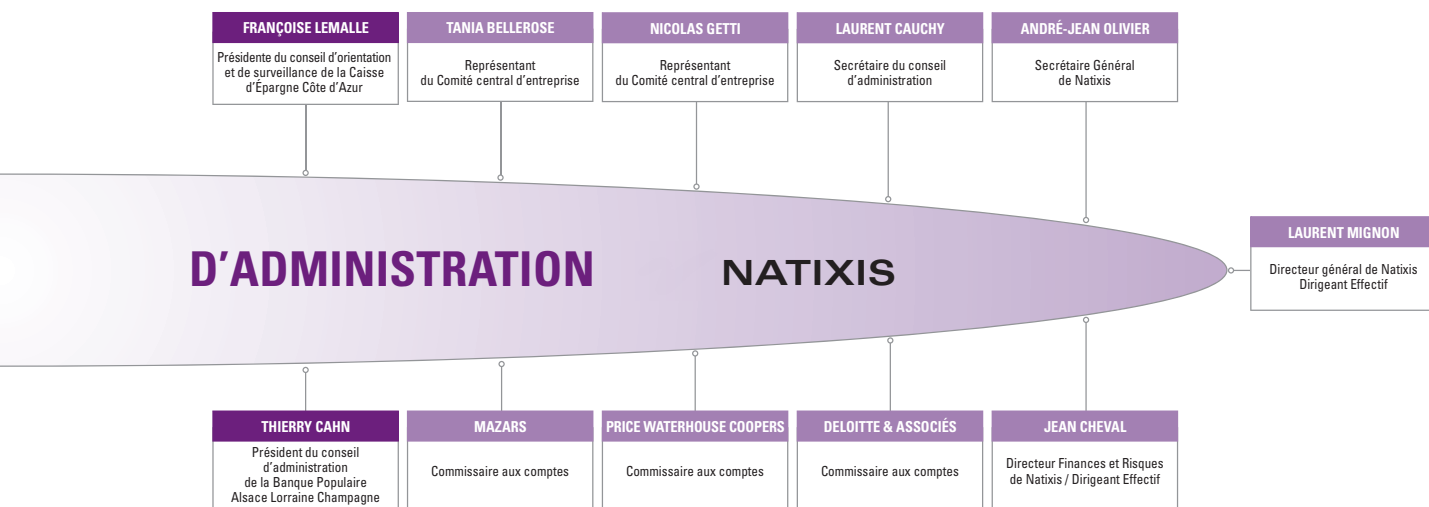 FRANÇOISE LEMALLE
Présidente du conseil d'orientation
et de surveillance de la Caisse
d'Épargne Côte d'Azur
TANIA BELLEROSE
Représentant
du Comité central d'entreprise
NICOLAS GETTI
Représentant
du Comité central d'entreprise
LAURENT CAUCHY
Secrétaire du conseil
d'administration
ANDRÉ-JEAN OLIVIER
Secrétaire Général
de Natixis
D'ADMINISTRATION
NATIXIS
LAURENT MIGNON
Directeur général de Natixis
Dirigeant Effectif
THIERRY CAHN
Président du conseil
d'administration
de la Banque Populaire
Alsace Lorraine Champagne
MAZARS
Commissaire aux comptes
PRICE WATERHOUSE COOPERS
Commissaire aux comptes
DELOITTE & ASSOCIÉS
Commissaire aux comptes
JEAN CHEVAL
Directeur Finances et Risques
de Natixis / Dirigeant Effectif